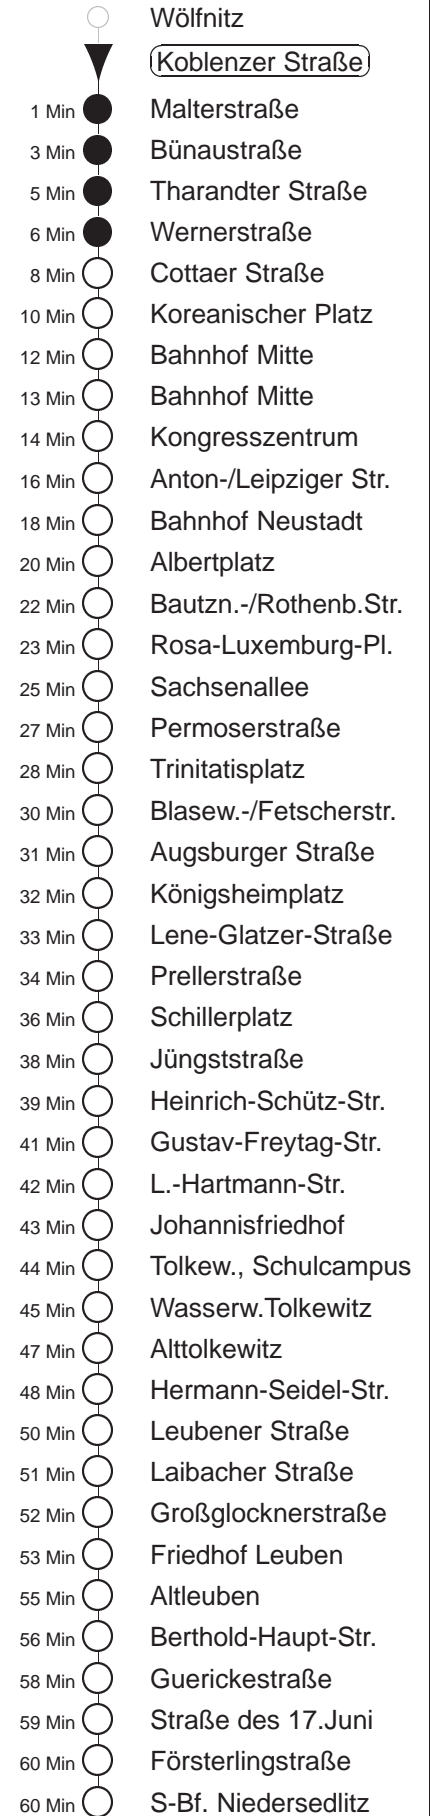 Wölfnitz
Koblenzer Straße
1 Min Malterstraße
3 Min Bünaustraße
5 Min Tharandter Straße
6 Min Wernerstraße
8 Min Cottaer Straße
10 Min Koreanischer Platz
12 Min Bahnhof Mitte
13 Min Bahnhof Mitte
14 Min Kongresszentrum
16 Min Anton-/Leipziger Str.
18 Min Bahnhof Neustadt
20 Min Albertplatz
22 Min Bautzn.-/Rothenb.Str.
23 Min Rosa-Luxemburg-Pl.
25 Min Sachsenallee
27 Min Permoserstraße
28 Min Trinitatisplatz
30 Min Blasew.-/Fetscherstr.
31 Min Augsburger Straße
32 Min Königsheimplatz
33 Min Lene-Glatzer-Straße
34 Min Prellerstraße
36 Min Schillerplatz
38 Min Jüngststraße
39 Min Heinrich-Schütz-Str.
41 Min Gustav-Freytag-Str.
42 Min L.-Hartmann-Str.
43 Min Johannisfriedhof
44 Min Tolkew., Schulcampus
45 Min Wasserw.Tolkewitz
47 Min Alttolkewitz
48 Min Hermann-Seidel-Str.
50 Min Leubener Straße
51 Min Laibacher Straße
52 Min Großglocknerstraße
53 Min Friedhof Leuben
55 Min Altleuben
56 Min Berthold-Haupt-Str.
58 Min Guerickestraße
59 Min Straße des 17.Juni
60 Min Försterlingstraße
60 Min S-Bf. Niedersedlitz